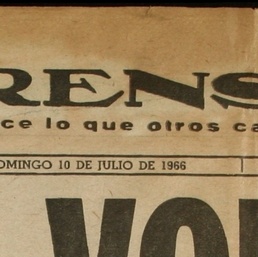 RENS
ce lo que otros ca
OMINGO 10 DE JULIO DE 1966
VO